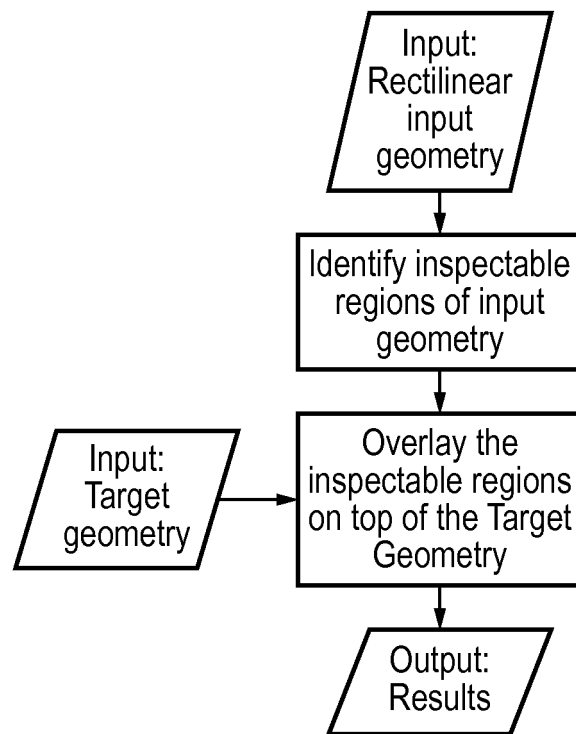 Input:
Rectilinear
input
geometry
Identify inspectable
regions of input
geometry
Input:
Target
geometry
Overlay the
inspectable regions
on top of the Target
Geometry
Output:
Results